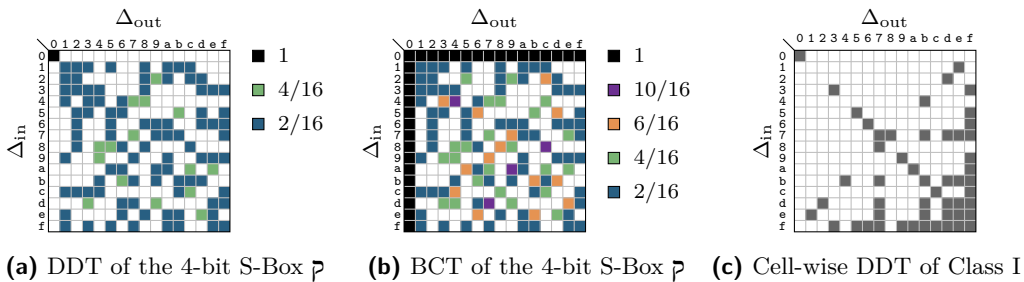 Δout
0 1 2 3 4 5 6 7 8 9 a b c d e f
Δin
0
1
2
3
4
5
6
7
8
9
a
b
c
d
e
f
1
4/16
2/16
(a) DDT of the 4-bit S-Box ק
Δout
0 1 2 3 4 5 6 7 8 9 a b c d e f
Δin
0
1
2
3
4
5
6
7
8
9
a
b
c
d
e
f
1
10/16
6/16
4/16
2/16
(b) BCT of the 4-bit S-Box ק
Δout
0 1 2 3 4 5 6 7 8 9 a b c d e f
Δin
0
1
2
3
4
5
6
7
8
9
a
b
c
d
e
f
(c) Cell-wise DDT of Class I